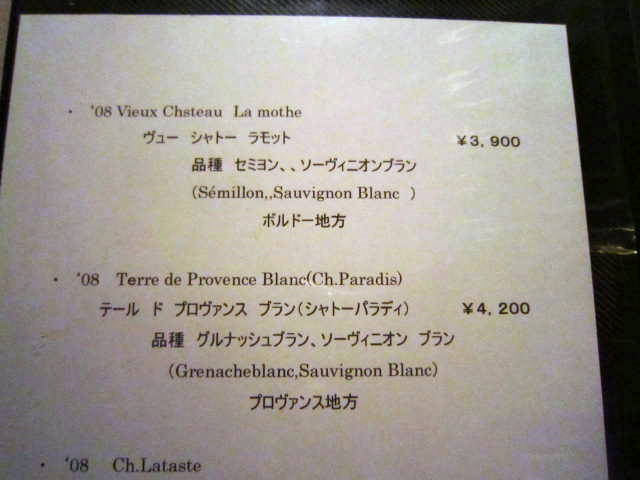 ・ '08 Vieux Chsteau La mothe
ヴュー シャトー ラモット ￥3,900
品種 セミヨン、、ソーヴィニオンブラン
(Sémillon,,Sauvignon Blanc )
ボルドー地方
・ '08 Terre de Provence Blanc(Ch.Paradis)
テール ド プロヴァンス ブラン(シャトーパラディ) ￥4,200
品種 グルナッシュブラン、ソーヴィニオン ブラン
(Grenacheblanc,Sauvignon Blanc)
プロヴァンス地方
・ '08 Ch.Lataste